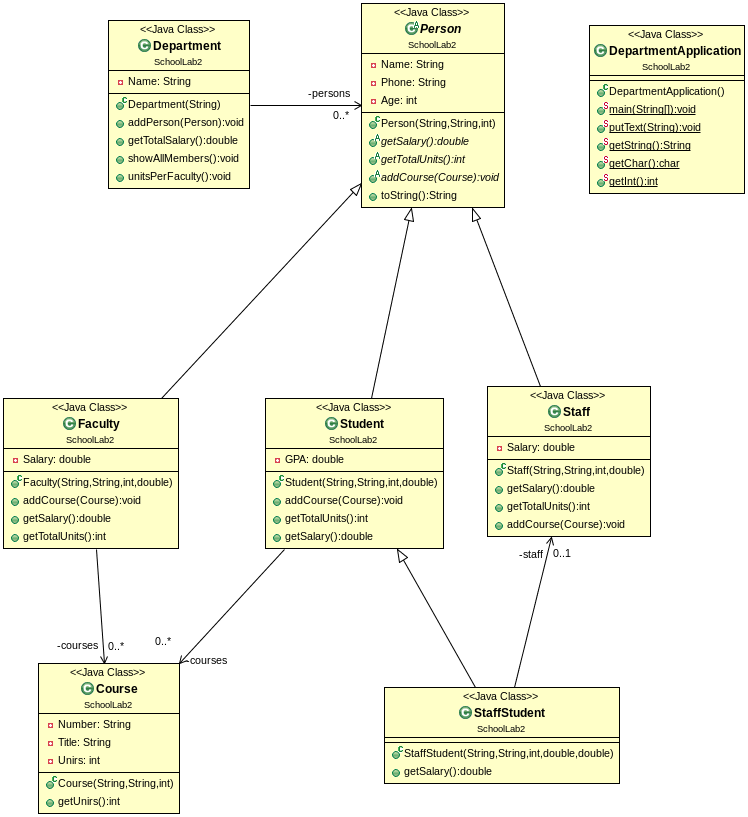 <<Java Class>>
Department
SchoolLab2
Name: String
Department(String)
addPerson(Person):void
getTotalSalary():double
showAllMembers():void
unitsPerFaculty():void
-persons
0..*
<<Java Class>>
Person
SchoolLab2
Name: String
Phone: String
Age: int
Person(String,String,int)
getSalary():double
getTotalUnits():int
addCourse(Course):void
toString():String
<<Java Class>>
DepartmentApplication
SchoolLab2
DepartmentApplication()
main(String[]):void
putText(String):void
getString():String
getChar():char
getInt():int
<<Java Class>>
Faculty
SchoolLab2
Salary: double
Faculty(String,String,int,double)
addCourse(Course):void
getSalary():double
getTotalUnits():int
<<Java Class>>
Student
SchoolLab2
GPA: double
Student(String,String,int,double)
addCourse(Course):void
getTotalUnits():int
getSalary():double
<<Java Class>>
Staff
SchoolLab2
Salary: double
Staff(String,String,int,double)
getSalary():double
getTotalUnits():int
addCourse(Course):void
-staff
0..1
-courses
0..*
0..*
-courses
<<Java Class>>
Course
SchoolLab2
Number: String
Title: String
Unirs: int
Course(String,String,int)
getUnirs():int
<<Java Class>>
StaffStudent
SchoolLab2
StaffStudent(String,String,int,double,double)
getSalary():double